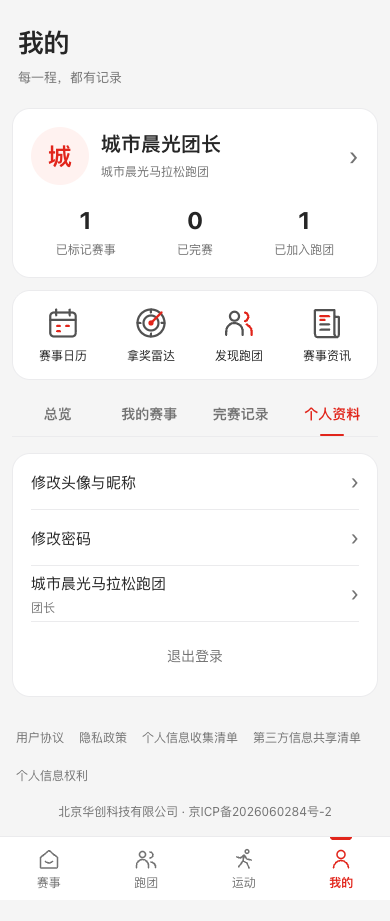 我的
每一程，都有记录
城
城市晨光团长
城市晨光马拉松跑团
1 0 1
已标记赛事 已完赛 已加入跑团
赛事日历 拿奖雷达 发现跑团 赛事资讯
总览 我的赛事 完赛记录 个人资料
修改头像与昵称
修改密码
城市晨光马拉松跑团
团长
退出登录
用户协议 隐私政策 个人信息收集清单 第三方信息共享清单
个人信息权利
北京华创科技有限公司 · 京ICP备2026060284号-2
赛事 跑团 运动 我的